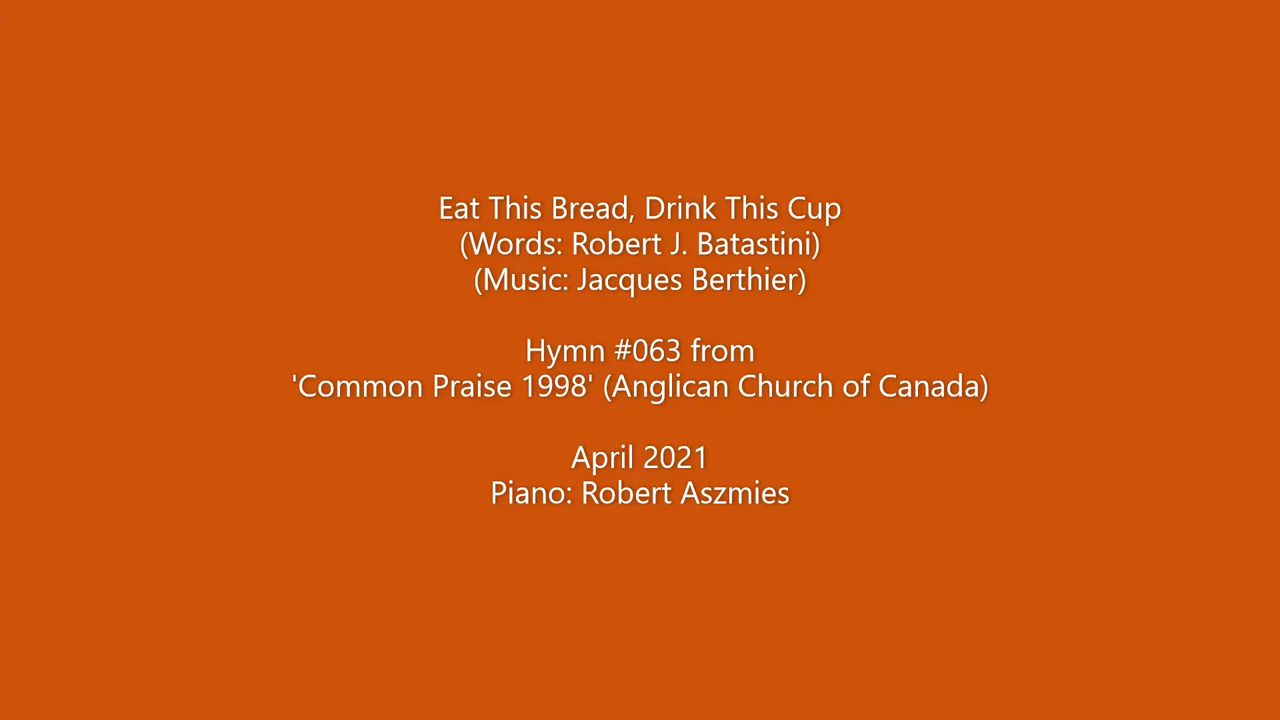 Eat This Bread, Drink This Cup
(Words: Robert J. Batastini)
(Music: Jacques Berthier)
Hymn #063 from
'Common Praise 1998' (Anglican Church of Canada)
April 2021
Piano: Robert Aszmies